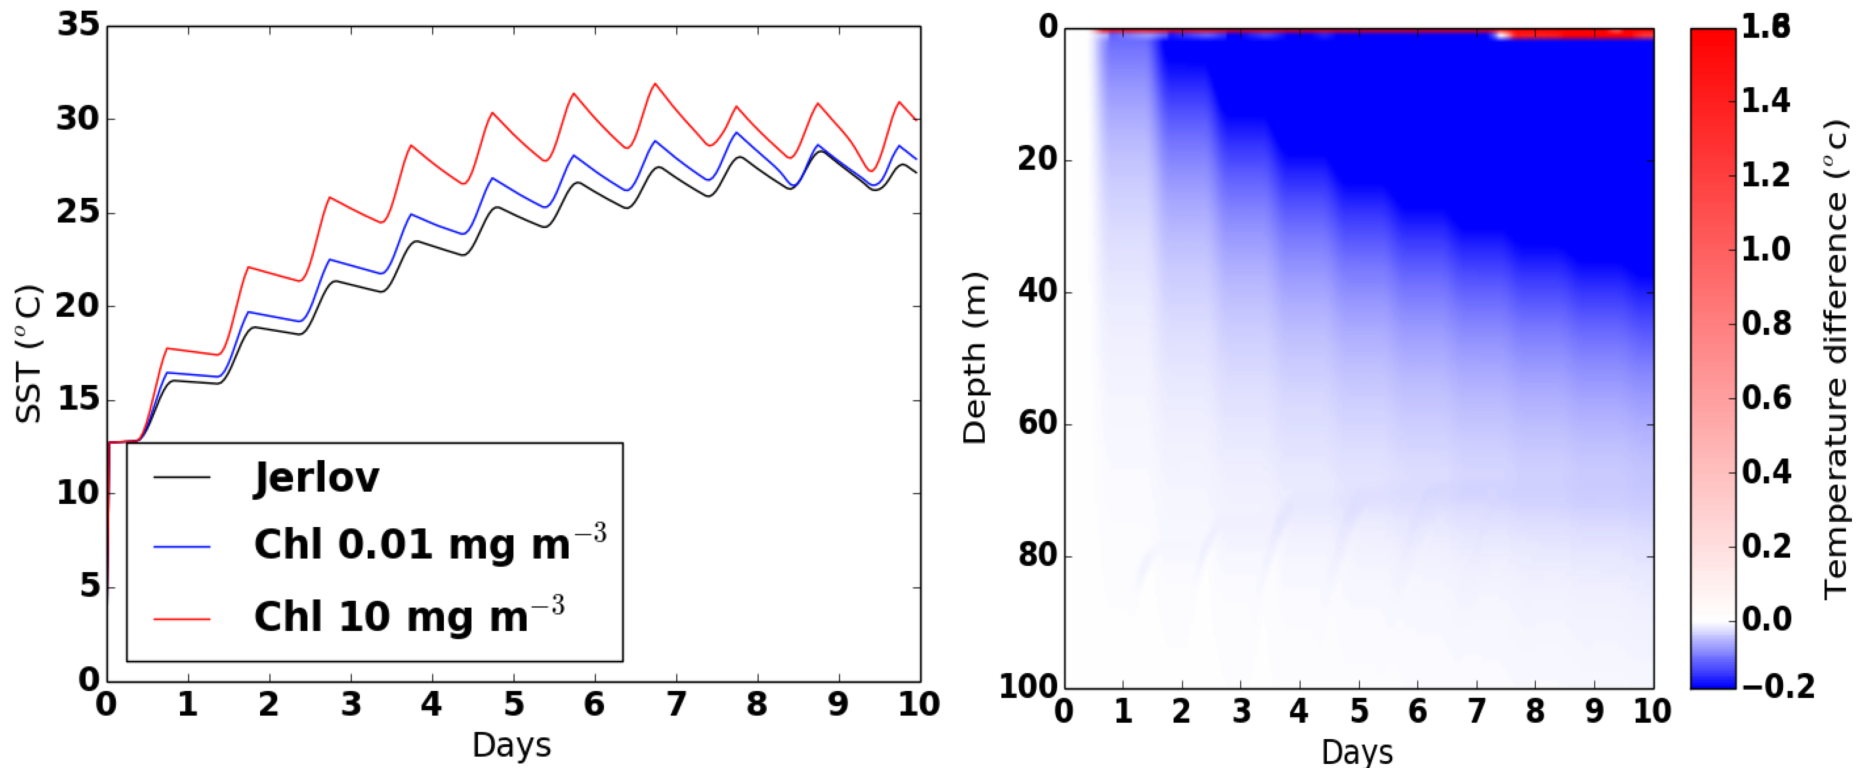 35
30
25
20
15
10
5
0
SST (°C)
Jerlov
Chl 0.01 mg m⁻³
Chl 10 mg m⁻³
0 1 2 3 4 5 6 7 8 9 10
Days
0
20
40
60
80
100
Depth (m)
0 1 2 3 4 5 6 7 8 9 10
Days
1.4
1.2
1.0
0.8
0.6
0.4
0.2
0.0
−0.2
Temperature difference (°c)